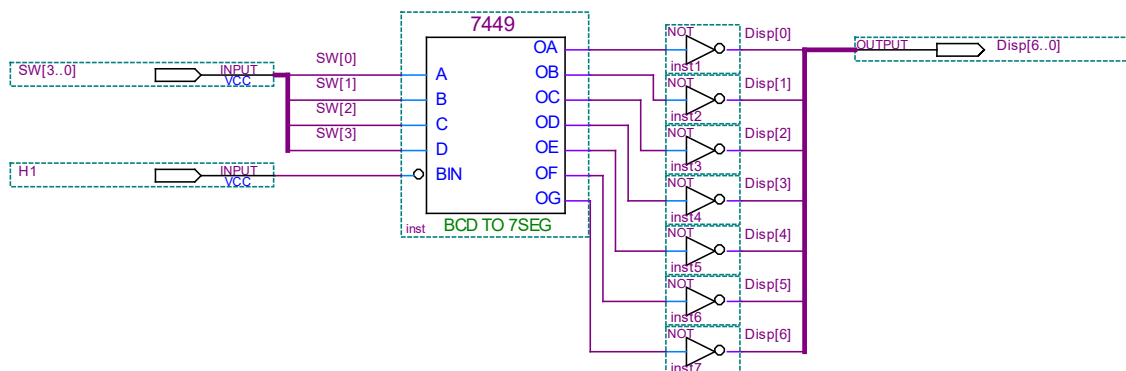 7449
SW[3..0]
INPUT
VCC
H1
INPUT
VCC
SW[0]
SW[1]
SW[2]
SW[3]
A
B
C
D
BIN
OA
OB
OC
OD
OE
OF
OG
inst
BCD TO 7SEG
NOT
inst1
Disp[0]
NOT
inst2
Disp[1]
NOT
inst3
Disp[2]
NOT
inst4
Disp[3]
NOT
inst5
Disp[4]
NOT
inst6
Disp[5]
NOT
inst7
Disp[6]
OUTPUT
Disp[6..0]